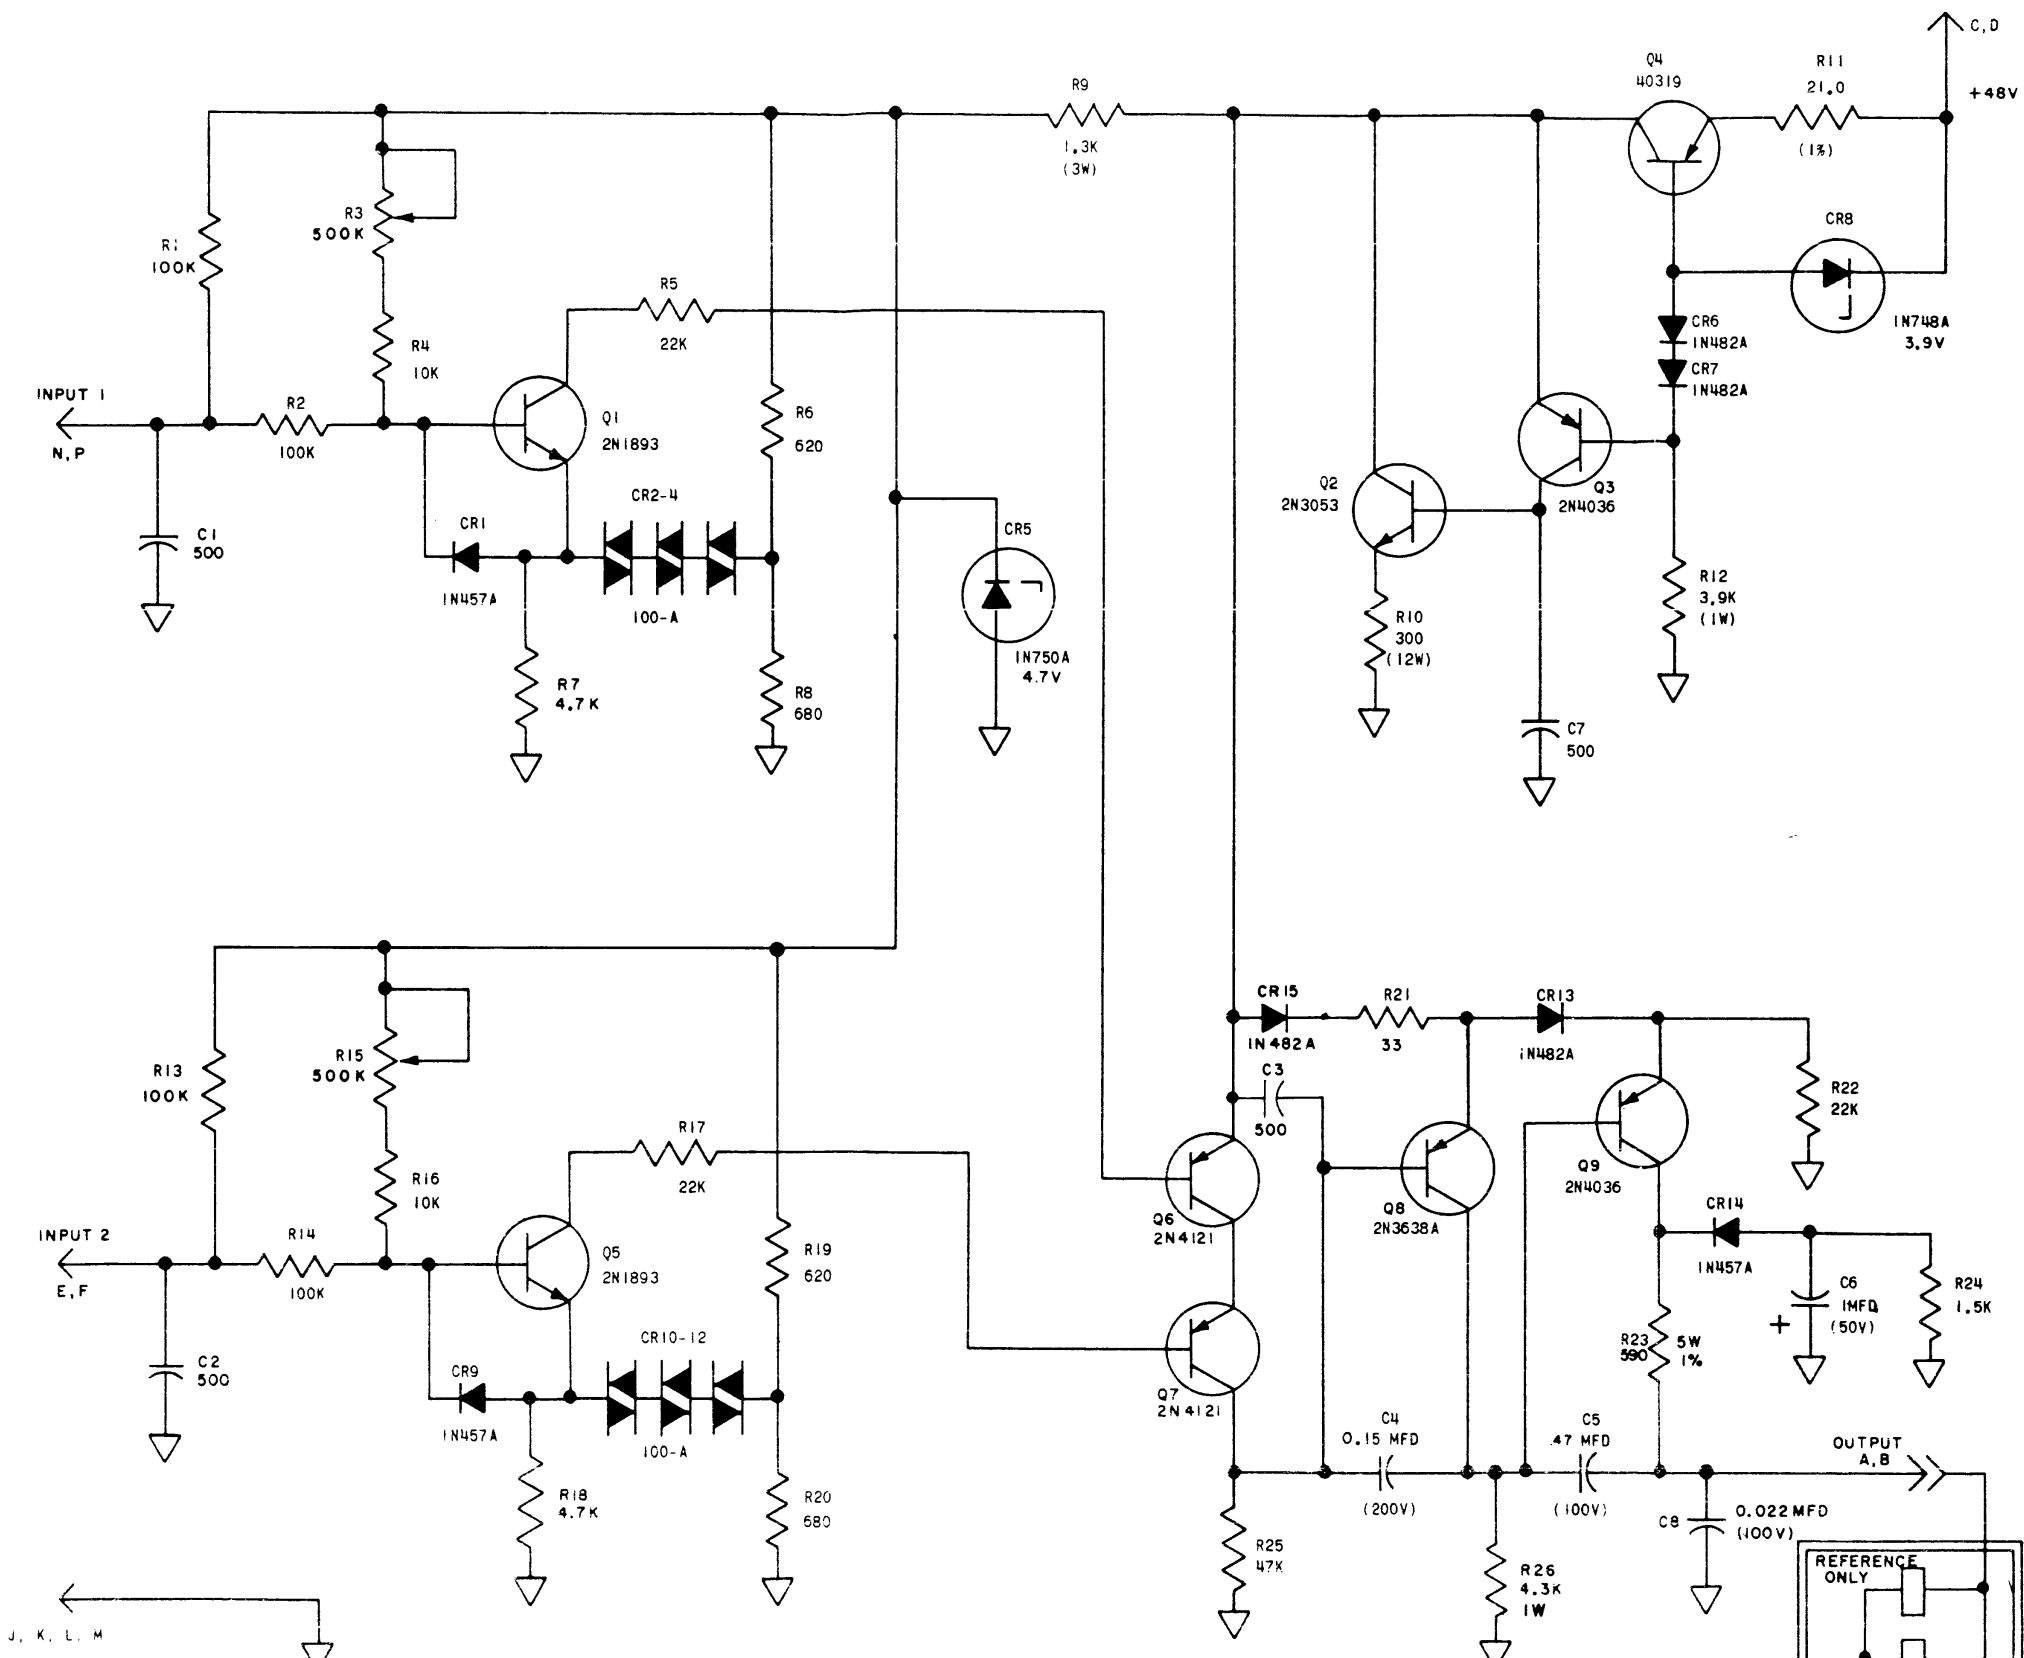 C,D
+48V
Q4
40319
R11
21.0
(1%)
R9
1.3K
(3W)
R1
100K
R3
500K
R4
10K
R5
22K
CR8
1N748A
3.9V
CR6
1N482A
CR7
1N482A
INPUT 1
N,P
R2
100K
Q1
2N1893
R6
620
Q2
2N3053
Q3
2N4036
C1
500
CR1
1N457A
CR2-4
100-A
CR5
1N750A
4.7V
R7
4.7K
R8
680
R10
300
(12W)
R12
3.9K
(1W)
C7
500
R13
100K
R15
500K
R16
10K
R17
22K
CR15
1N482A
R21
33
CR13
1N482A
C3
500
R22
22K
Q6
2N4121
Q8
2N3638A
Q9
2N4036
CR14
1N457A
INPUT 2
E,F
R14
100K
Q5
2N1893
R19
620
C6
1MFD
(50V)
+
R24
1.5K
R23
590
5W
1%
C2
500
CR9
1N457A
CR10-12
100-A
Q7
2N4121
C4
0.15 MFD
(200V)
C5
.47 MFD
(100V)
OUTPUT
A,B
R18
4.7K
R20
680
C8
0.022MFD
(100V)
R25
47K
R26
4.3K
1W
REFERENCE
ONLY
J, K, L, M